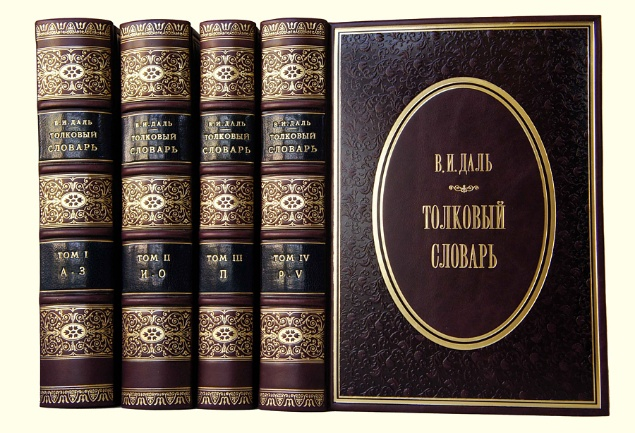 В.И.ДАЛЬ
ТОЛКОВЫЙ
СЛОВАРЬ
ТОМ I
А-З
В.И.ДАЛЬ
ТОЛКОВЫЙ
СЛОВАРЬ
ТОМ II
И-О
В.И.ДАЛЬ
ТОЛКОВЫЙ
СЛОВАРЬ
ТОМ III
П
В.И.ДАЛЬ
ТОЛКОВЫЙ
СЛОВАРЬ
ТОМ IV
Р-V
В.И.ДАЛЬ
ТОЛКОВЫЙ
СЛОВАРЬ